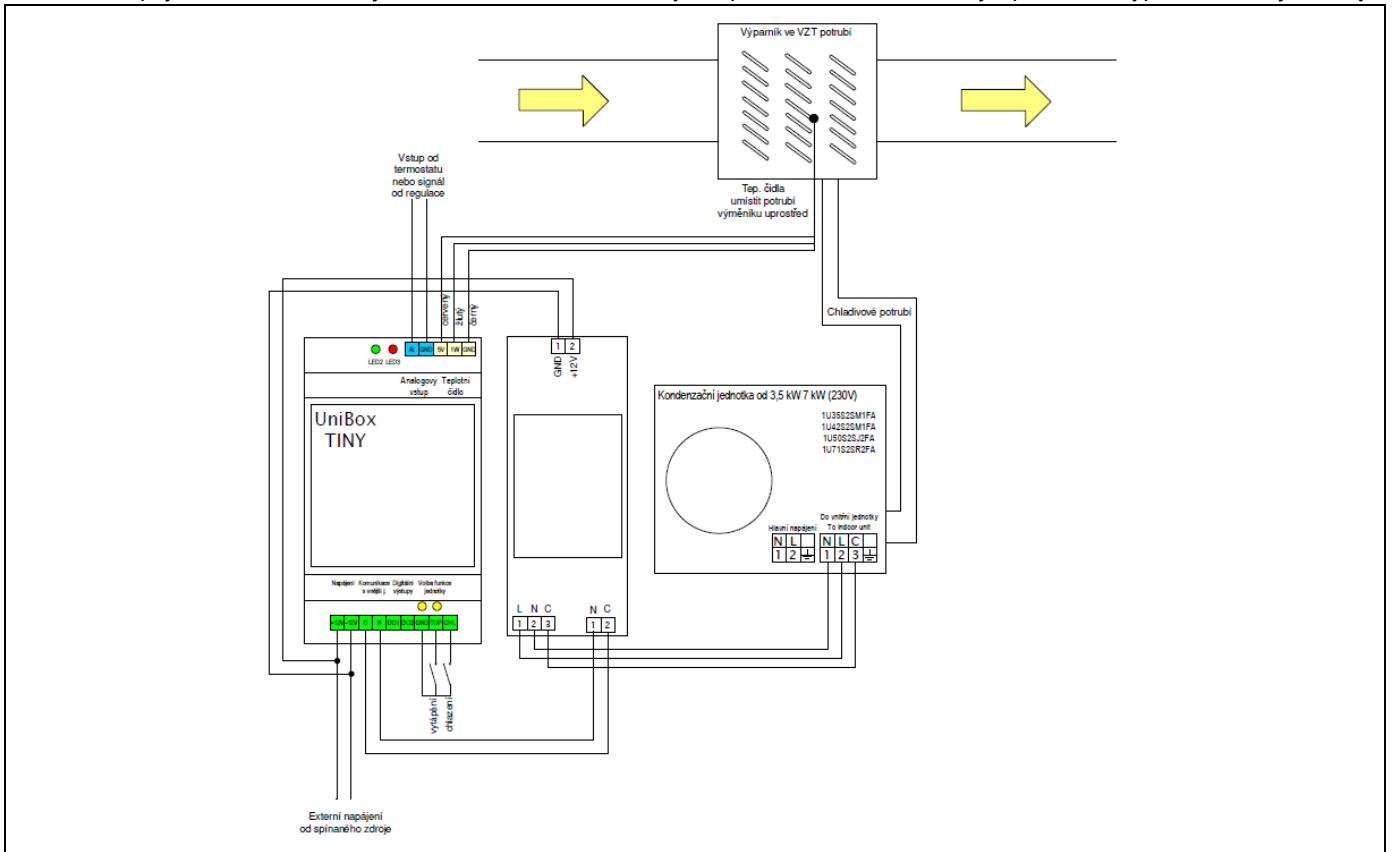 Výparník ve VZT potrubí
Vstup od
termostatu
nebo signál
od regulace
Tep. čidla
umístit potrubí
výměníku uprostřed
červený
žlutý
černý
Chladivové potrubí
LED2 LED3
AI GND 5V 1W GND
Analogový Teplotní
vstup čidlo
UniBox
TINY
1 2
GND
+12V
Kondenzační jednotka od 3,5 kW 7 kW (230V)
1U35S2SM1FA
1U42S2SM1FA
1U50S2SJ2FA
1U71S2SR2FA
Hlavní napájení
Do vnitřní jednotky
To indoor unit
N L
1 2
N L C
1 2 3
Napájení Komunikace Digitální Volba funkce
s vnější j. výstupy jednotky
+12V -12V C N DO1 DO2 GND TOP CHL
L N C
1 2 3
N C
1 2
vytápění
chlazení
Externí napájení
od spínaného zdroje